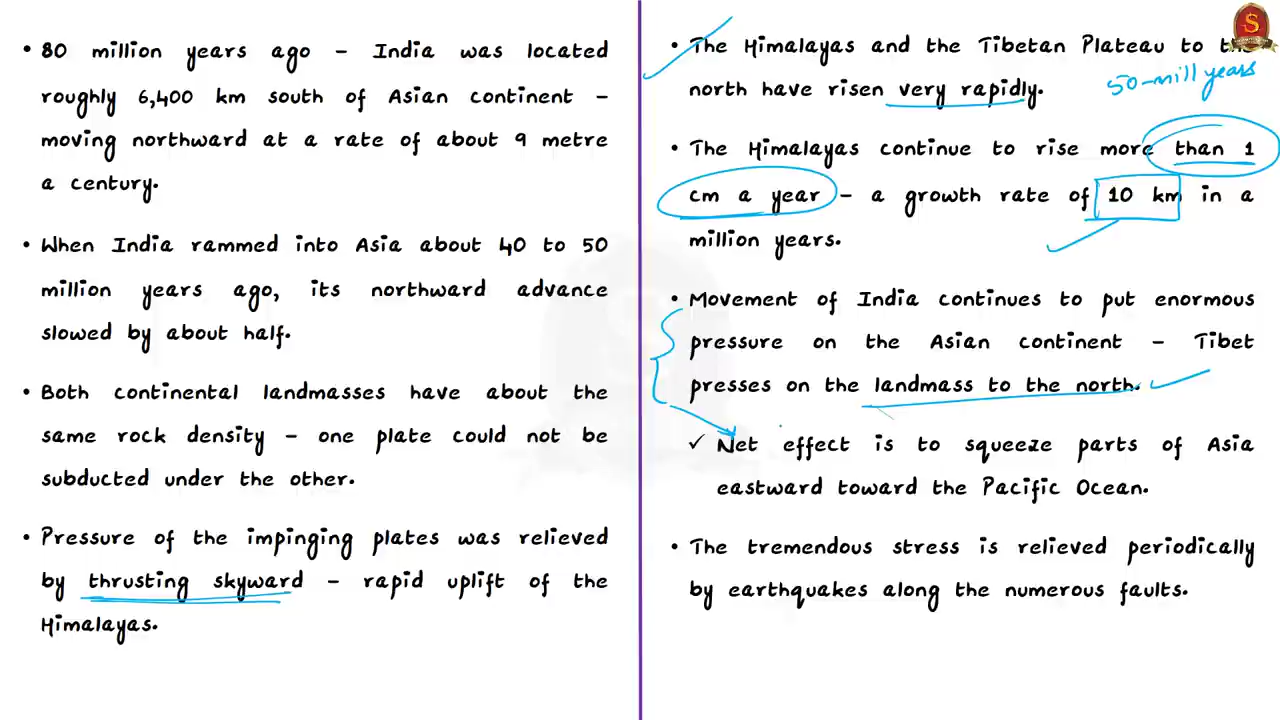 • 80 million years ago – India was located
roughly 6,400 km south of Asian continent –
moving northward at a rate of about 9 metre
a century.
• When India rammed into Asia about 40 to 50
million years ago, its northward advance
slowed by about half.
• Both continental landmasses have about the
same rock density – one plate could not be
subducted under the other.
• Pressure of the impinging plates was relieved
by thrusting skyward – rapid uplift of the
Himalayas.
• The Himalayas and the Tibetan Plateau to the
north have risen very rapidly.
50-mill years
• The Himalayas continue to rise more than 1
cm a year – a growth rate of 10 km in a
million years.
• Movement of India continues to put enormous
pressure on the Asian continent – Tibet
presses on the landmass to the north.
✓ Net effect is to squeeze parts of Asia
eastward toward the Pacific Ocean.
• The tremendous stress is relieved periodically
by earthquakes along the numerous faults.
S